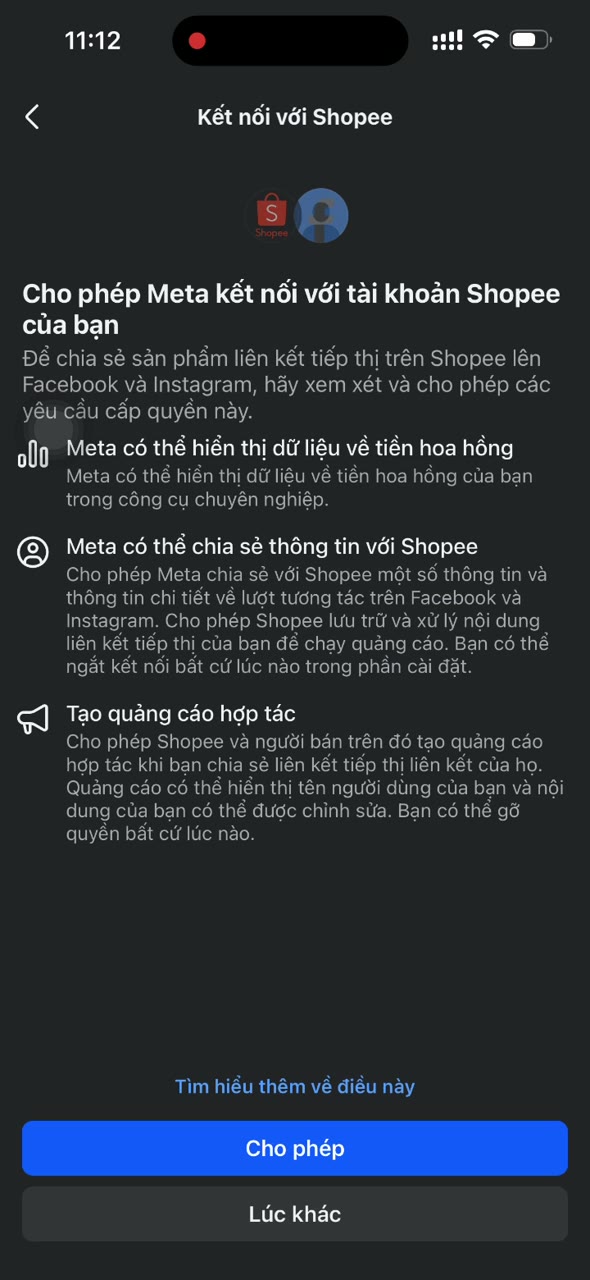 11:12
Kết nối với Shopee
S
Shopee
Cho phép Meta kết nối với tài khoản Shopee
của bạn
Để chia sẻ sản phẩm liên kết tiếp thị trên Shopee lên
Facebook và Instagram, hãy xem xét và cho phép các
yêu cầu cấp quyền này.
Meta có thể hiển thị dữ liệu về tiền hoa hồng
Meta có thể hiển thị dữ liệu về tiền hoa hồng của bạn
trong công cụ chuyên nghiệp.
Meta có thể chia sẻ thông tin với Shopee
Cho phép Meta chia sẻ với Shopee một số thông tin và
thông tin chi tiết về lượt tương tác trên Facebook và
Instagram. Cho phép Shopee lưu trữ và xử lý nội dung
liên kết tiếp thị của bạn để chạy quảng cáo. Bạn có thể
ngắt kết nối bất cứ lúc nào trong phần cài đặt.
Tạo quảng cáo hợp tác
Cho phép Shopee và người bán trên đó tạo quảng cáo
hợp tác khi bạn chia sẻ liên kết tiếp thị liên kết của họ.
Quảng cáo có thể hiển thị tên người dùng của bạn và nội
dung của bạn có thể được chỉnh sửa. Bạn có thể gỡ
quyền bất cứ lúc nào.
Tìm hiểu thêm về điều này
Cho phép
Lúc khác